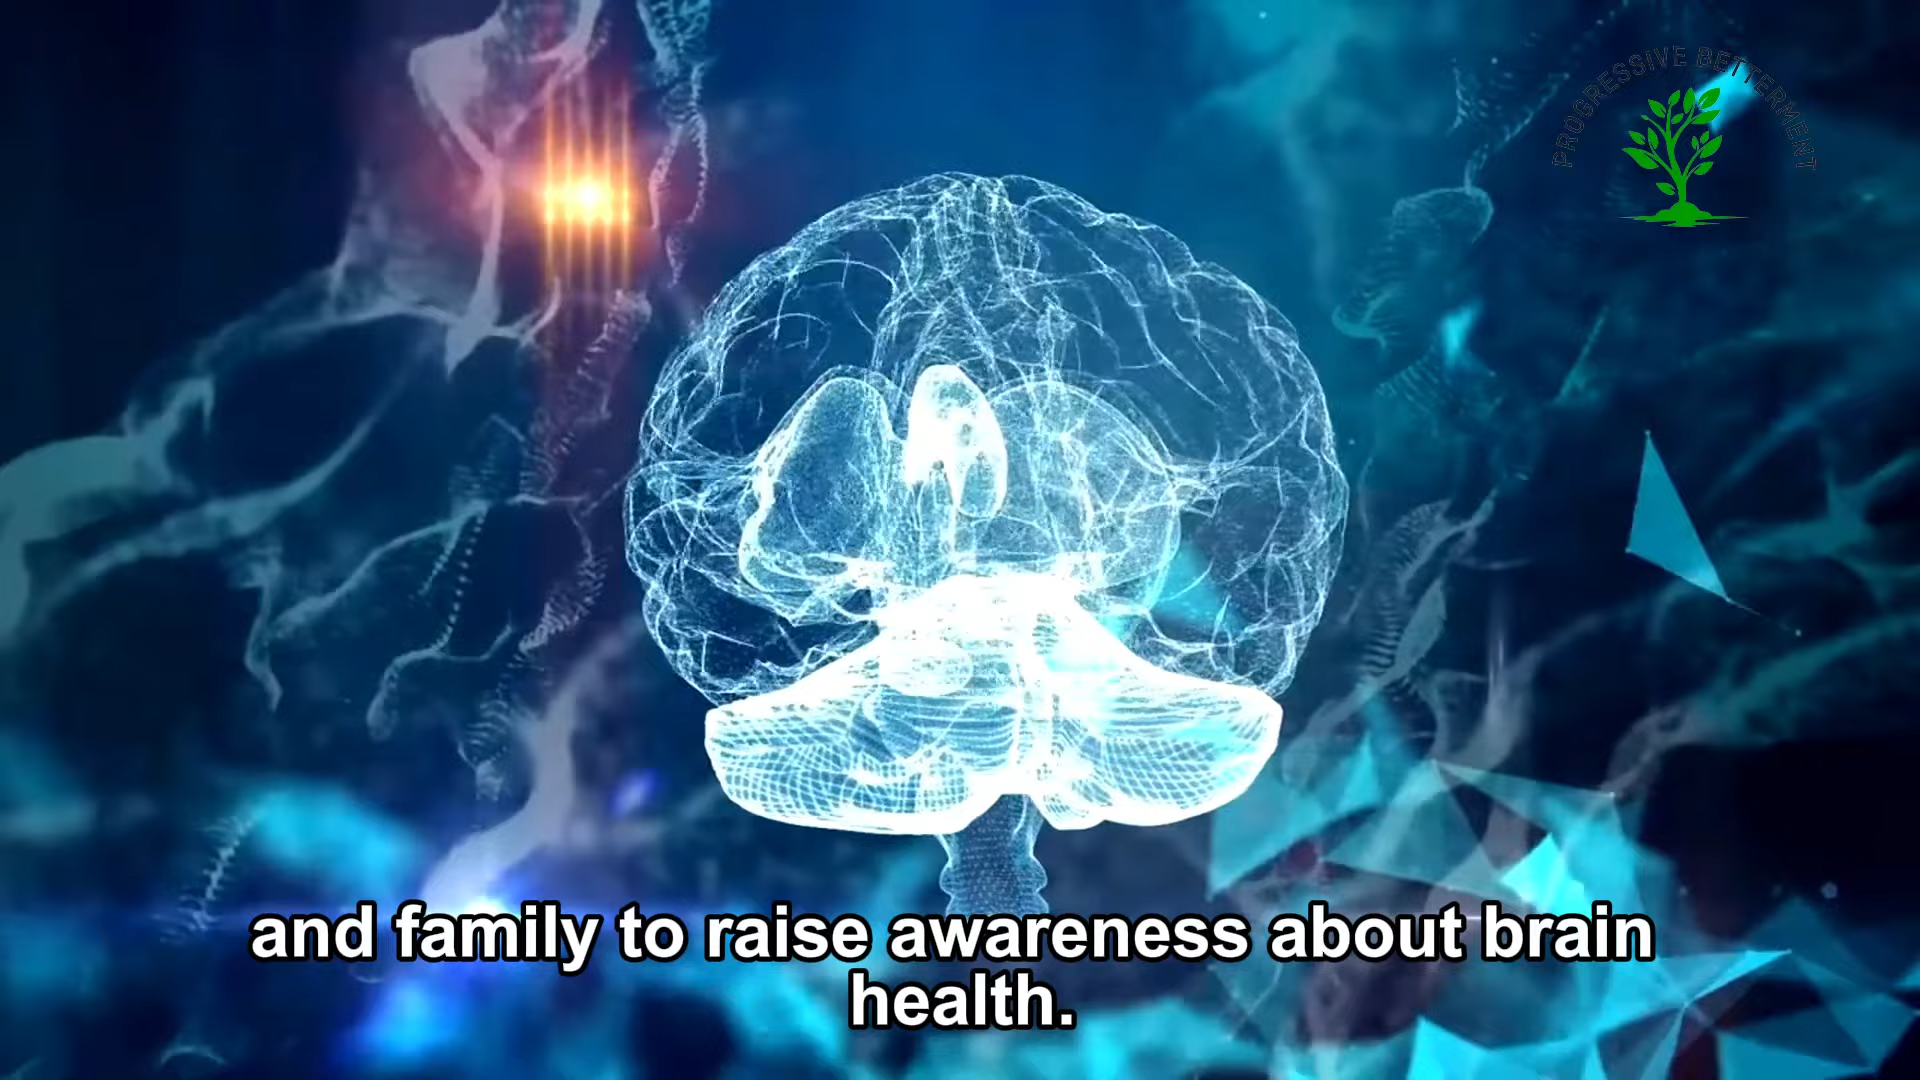 PROGRESSIVE BETTERMENT
and family to raise awareness about brain
health.